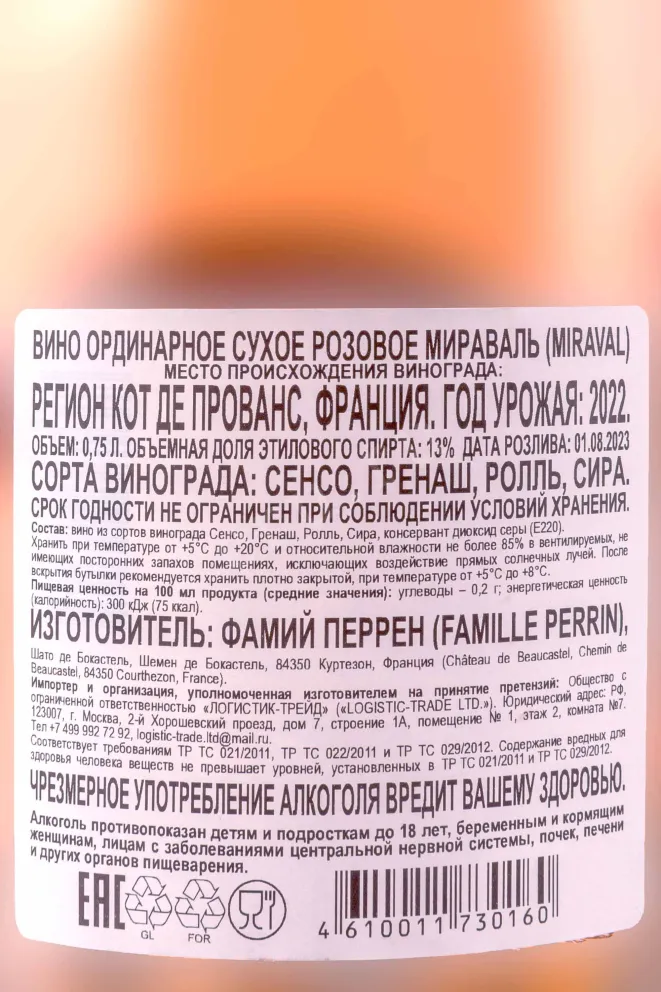 ВИНО ОРДИНАРНОЕ СУХОЕ РОЗОВОЕ МИРАВАЛЬ (MIRAVAL)
МЕСТО ПРОИСХОЖДЕНИЯ ВИНОГРАДА:
РЕГИОН КОТ ДЕ ПРОВАНС, ФРАНЦИЯ. ГОД УРОЖАЯ: 2022.
ОБЪЕМ: 0,75 Л. ОБЪЕМНАЯ ДОЛЯ ЭТИЛОВОГО СПИРТА: 13% ДАТА РОЗЛИВА: 01.08.2023
СОРТА ВИНОГРАДА: СЕНСО, ГРЕНАШ, РОЛЛЬ, СИРА.
СРОК ГОДНОСТИ НЕ ОГРАНИЧЕН ПРИ СОБЛЮДЕНИИ УСЛОВИЙ ХРАНЕНИЯ.
Состав: вино из сортов винограда Сенсо, Гренаш, Ролль, Сира, консервант диоксид серы (Е220).
Хранить при температуре от +5°С до +20°С и относительной влажности не более 85% в вентилируемых, не
имеющих посторонних запахов помещениях, исключающих воздействие прямых солнечных лучей. После
вскрытия бутылки рекомендуется хранить плотно закрытой, при температуре от +5°С до +8°С.
Пищевая ценность на 100 мл продукта (средние значения): углеводы – 0,2 г; энергетическая ценность
(калорийность): 300 кДж (75 ккал).
ИЗГОТОВИТЕЛЬ: ФАМИЙ ПЕРРЕН (FAMILLE PERRIN),
Шато де Бокастель, Шемен де Бокастель, 84350 Куртезон, Франция (Château de Beaucastel, Chemin de
Beaucastel, 84350 Courthezon, France).
Импортер и организация, уполномоченная изготовителем на принятие претензий: Общество с
ограниченной ответственностью «ЛОГИСТИК-ТРЕЙД» («LOGISTIC-TRADE LTD.»). Юридический адрес: РФ,
123007, г. Москва, 2-й Хорошевский проезд, дом 7, строение 1А, помещение № 1, этаж 2, комната №7.
Тел +7 499 992 72 92, logistic-trade.ltd@mail.ru.
Соответствует требованиям ТР ТС 021/2011, ТР ТС 022/2011 и ТР ТС 029/2012. Содержание вредных для
здоровья человека веществ не превышает уровней, установленных в ТР ТС 021/2011 и ТР ТС 029/2012.
ЧРЕЗМЕРНОЕ УПОТРЕБЛЕНИЕ АЛКОГОЛЯ ВРЕДИТ ВАШЕМУ ЗДОРОВЬЮ.
Алкоголь противопоказан детям и подросткам до 18 лет, беременным и кормящим
женщинам, лицам с заболеваниями центральной нервной системы, почек, печени
и других органов пищеварения.
EAC
GL
FOR
4 610011 730160